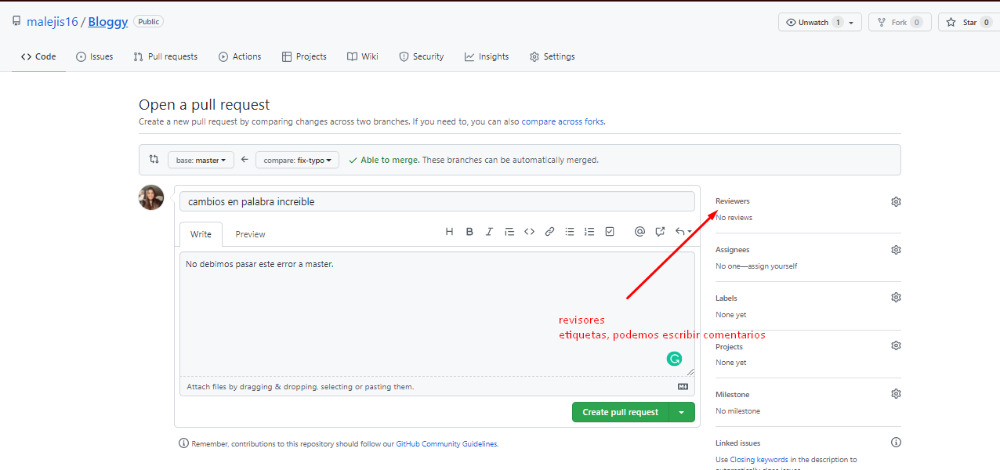 malejis16 / Bloggy Public
Unwatch 1 Fork 0 Star 0
Code Issues Pull requests Actions Projects Wiki Security Insights Settings
Open a pull request
Create a new pull request by comparing changes across two branches. If you need to, you can also compare across forks.
base: master compare: fix-typo Able to merge. These branches can be automatically merged.
cambios en palabra increible
Write Preview
No debimos pasar este error a master.
Attach files by dragging & dropping, selecting or pasting them.
Create pull request
Remember, contributions to this repository should follow our GitHub Community Guidelines.
revisores
etiquetas, podemos escribir comentarios
Reviewers
No reviews
Assignees
No one—assign yourself
Labels
None yet
Projects
None yet
Milestone
No milestone
Linked issues
Use Closing keywords in the description to
automatically close issues